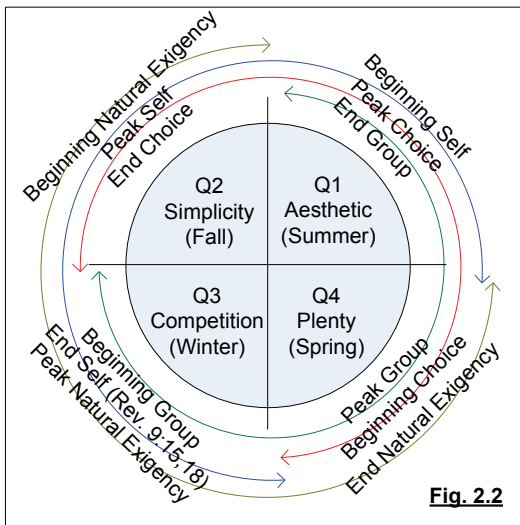 Beginning Natural Exigency
Peak Self
End Choice
Beginning Self
Peak Choice
End Group
Q2
Simplicity
(Fall)
Q1
Aesthetic
(Summer)
Q3
Competition
(Winter)
Q4
Plenty
(Spring)
Beginning Group
End Self (Rev. 9:15,18)
Peak Natural Exigency
Peak Group
Beginning Choice
End Natural Exigency
Fig. 2.2